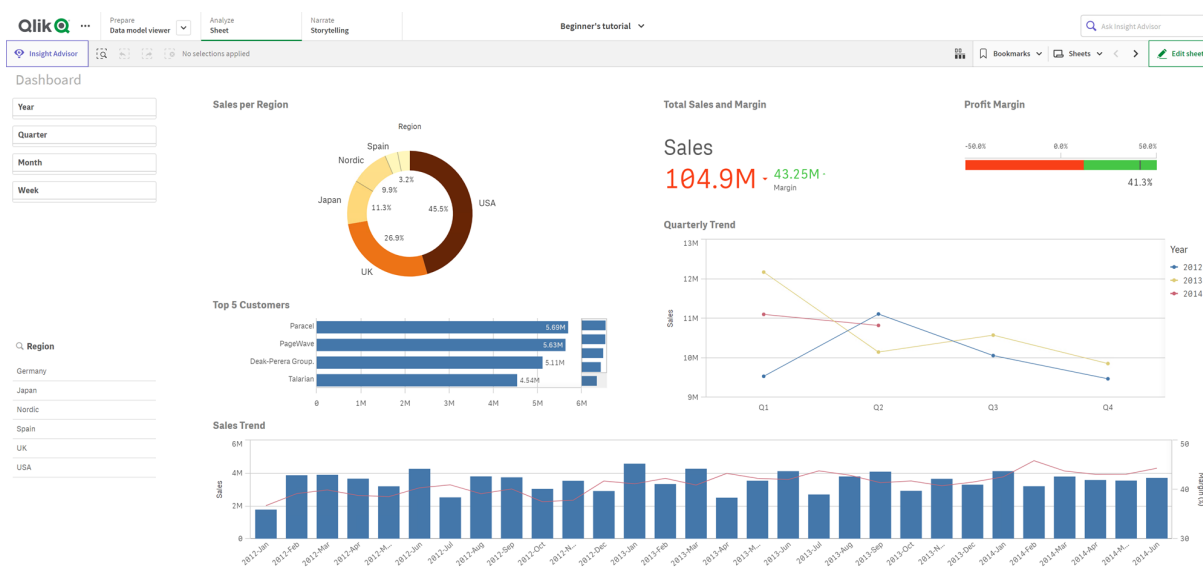 Qlik
Prepare
Data model viewer
Analyze
Sheet
Narrate
Storytelling
Beginner's tutorial
Ask Insight Advisor
Insight Advisor
No selections applied
Bookmarks
Sheets
Edit sheet
Dashboard
Year
Quarter
Month
Week
Region
Germany
Japan
Nordic
Spain
UK
USA
Sales per Region
Region
Spain
Nordic
Japan
UK
USA
3.2%
9.9%
11.3%
26.9%
45.5%
Total Sales and Margin
Sales
104.9M
43.25M
Margin
Profit Margin
-50.0% 0.0% 50.0%
41.3%
Top 5 Customers
Paracel 5.69M
PageWave 5.63M
Deak-Perera Group. 5.11M
Talarian 4.54M
0 1M 2M 3M 4M 5M 6M
Quarterly Trend
13M
12M
11M
10M
9M
Sales
Q1 Q2 Q3 Q4
Year
2012
2013
2014
Sales Trend
6M
4M
2M
0
Sales
50
40
30
Margin (%)
2012-Jan 2012-Feb 2012-Mar 2012-Apr 2012-M... 2012-Jun 2012-Jul 2012-Aug 2012-Sep 2012-Oct 2012-N... 2012-Dec 2013-Jan 2013-Feb 2013-Mar 2013-Apr 2013-M... 2013-Jun 2013-Jul 2013-Aug 2013-Sep 2013-Oct 2013-N... 2013-Dec 2014-Jan 2014-Feb 2014-Mar 2014-Apr 2014-M... 2014-Jun